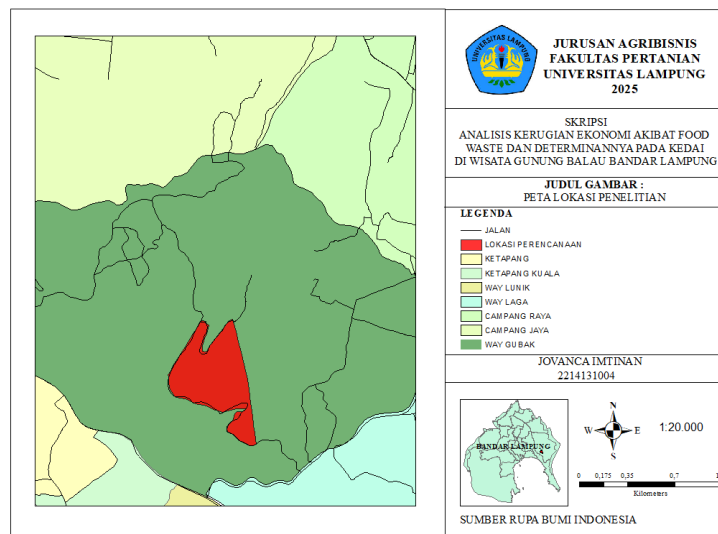 UNIVERSITAS LAMPUNG
JURUSAN AGRIBISNIS
FAKULTAS PERTANIAN
UNIVERSITAS LAMPUNG
2025
SKRIPSI
ANALISIS KERUGIAN EKONOMI AKIBAT FOOD
WASTE DAN DETERMINANNYA PADA KEDAI
DI WISATA GUNUNG BALAU BANDAR LAMPUNG
JUDUL GAMBAR :
PETA LOKASI PENELITIAN
LEGENDA
JALAN
LOKASI PERENCANAAN
KETAPANG
KETAPANG KUALA
WAY LUNIK
WAY LAGA
CAMPANG RAYA
CAMPANG JAYA
WAY GUBAK
JOVANCA IMTINAN
2214131004
BANDAR LAMPUNG
N
W E
S
1:20.000
0 0,175 0,35 0,7 1
Kilometers
SUMBER RUPA BUMI INDONESIA